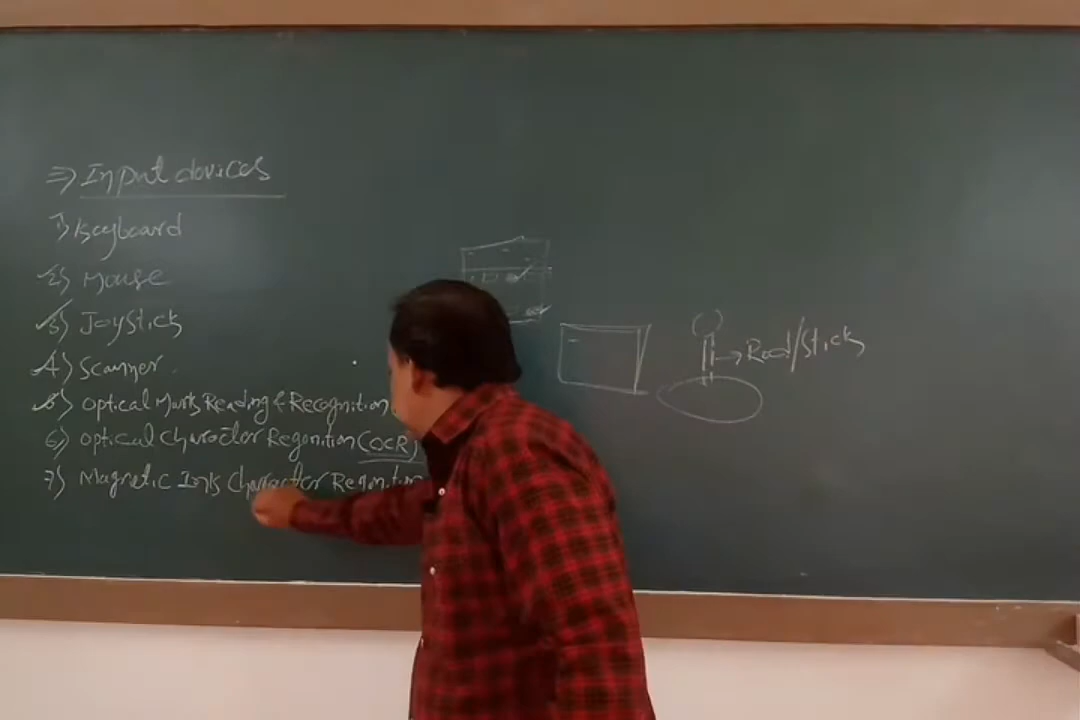 ⇒ Input devices
1) Keyboard
2) Mouse
3) Joystick
4) Scanner
5) Optical Marks Reading & Recognition
6) Optical Character Regonition (OCR)
7) Magnetic Ink Character Regonition
→ Rod/Stick